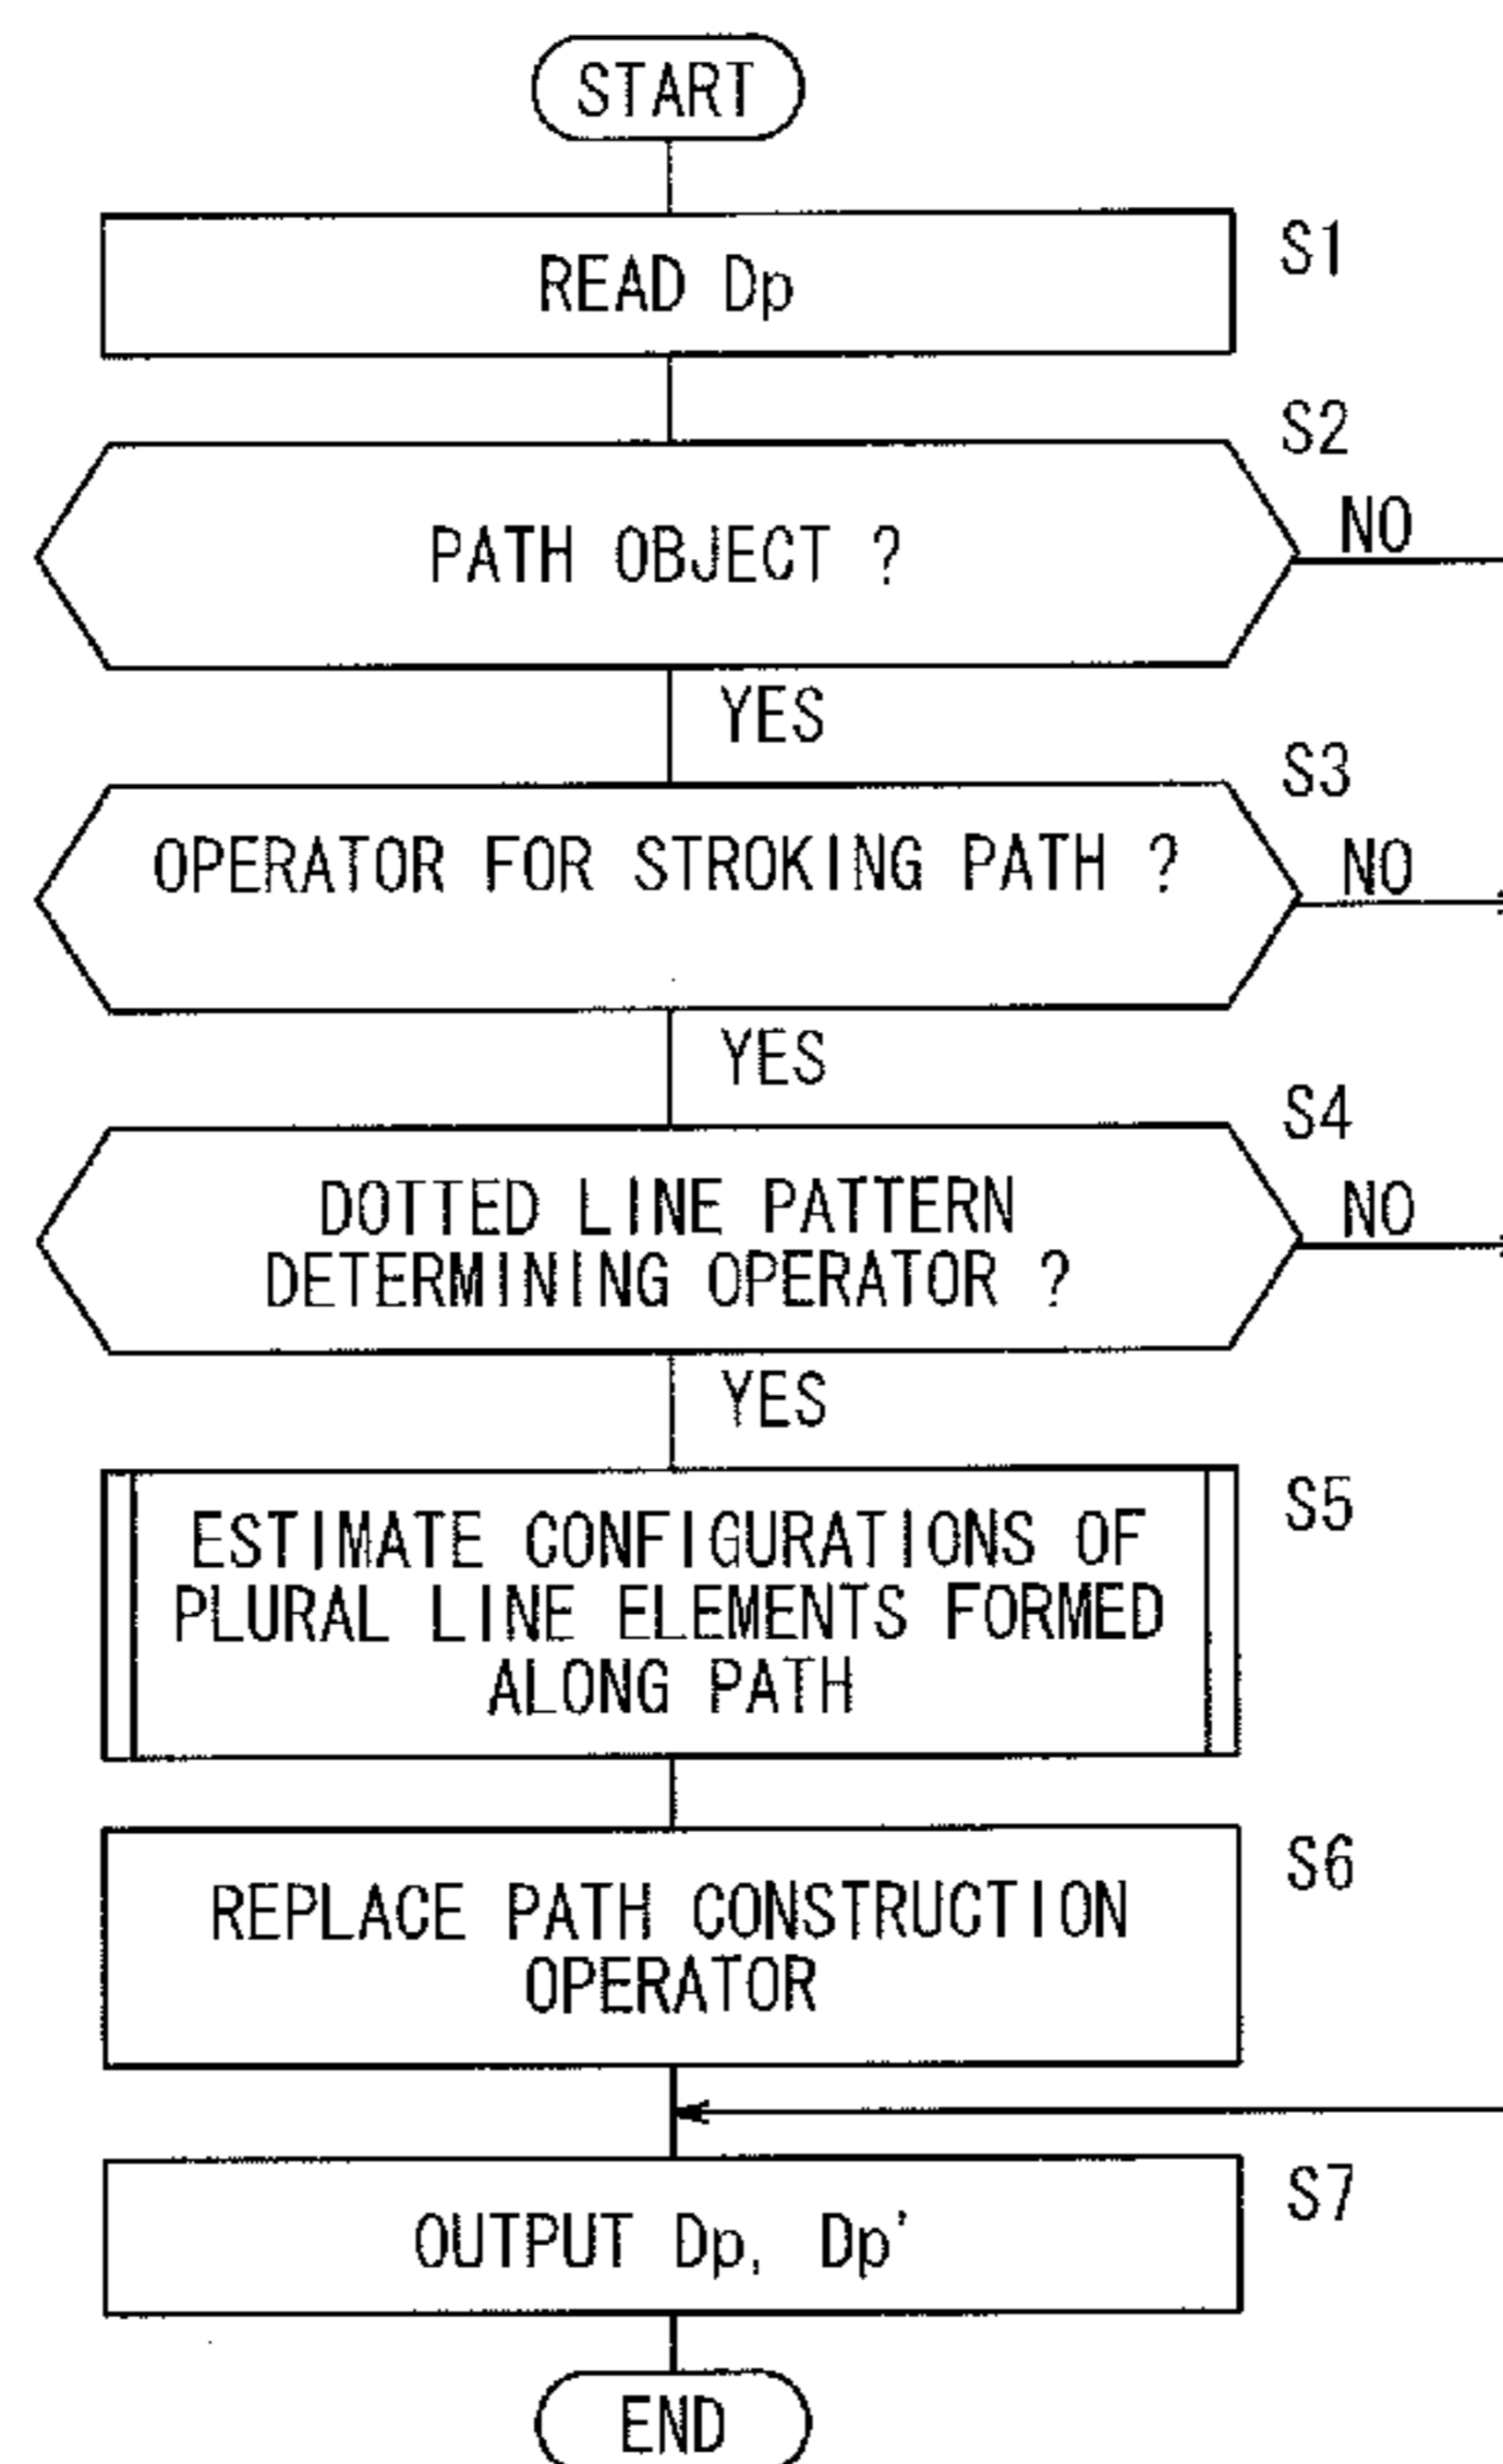 START
READ Dp
S1
PATH OBJECT ?
S2
NO
YES
OPERATOR FOR STROKING PATH ?
S3
NO
YES
DOTTED LINE PATTERN
DETERMINING OPERATOR ?
S4
NO
YES
ESTIMATE CONFIGURATIONS OF
PLURAL LINE ELEMENTS FORMED
ALONG PATH
S5
REPLACE PATH CONSTRUCTION
OPERATOR
S6
OUTPUT Dp, Dp'
S7
END